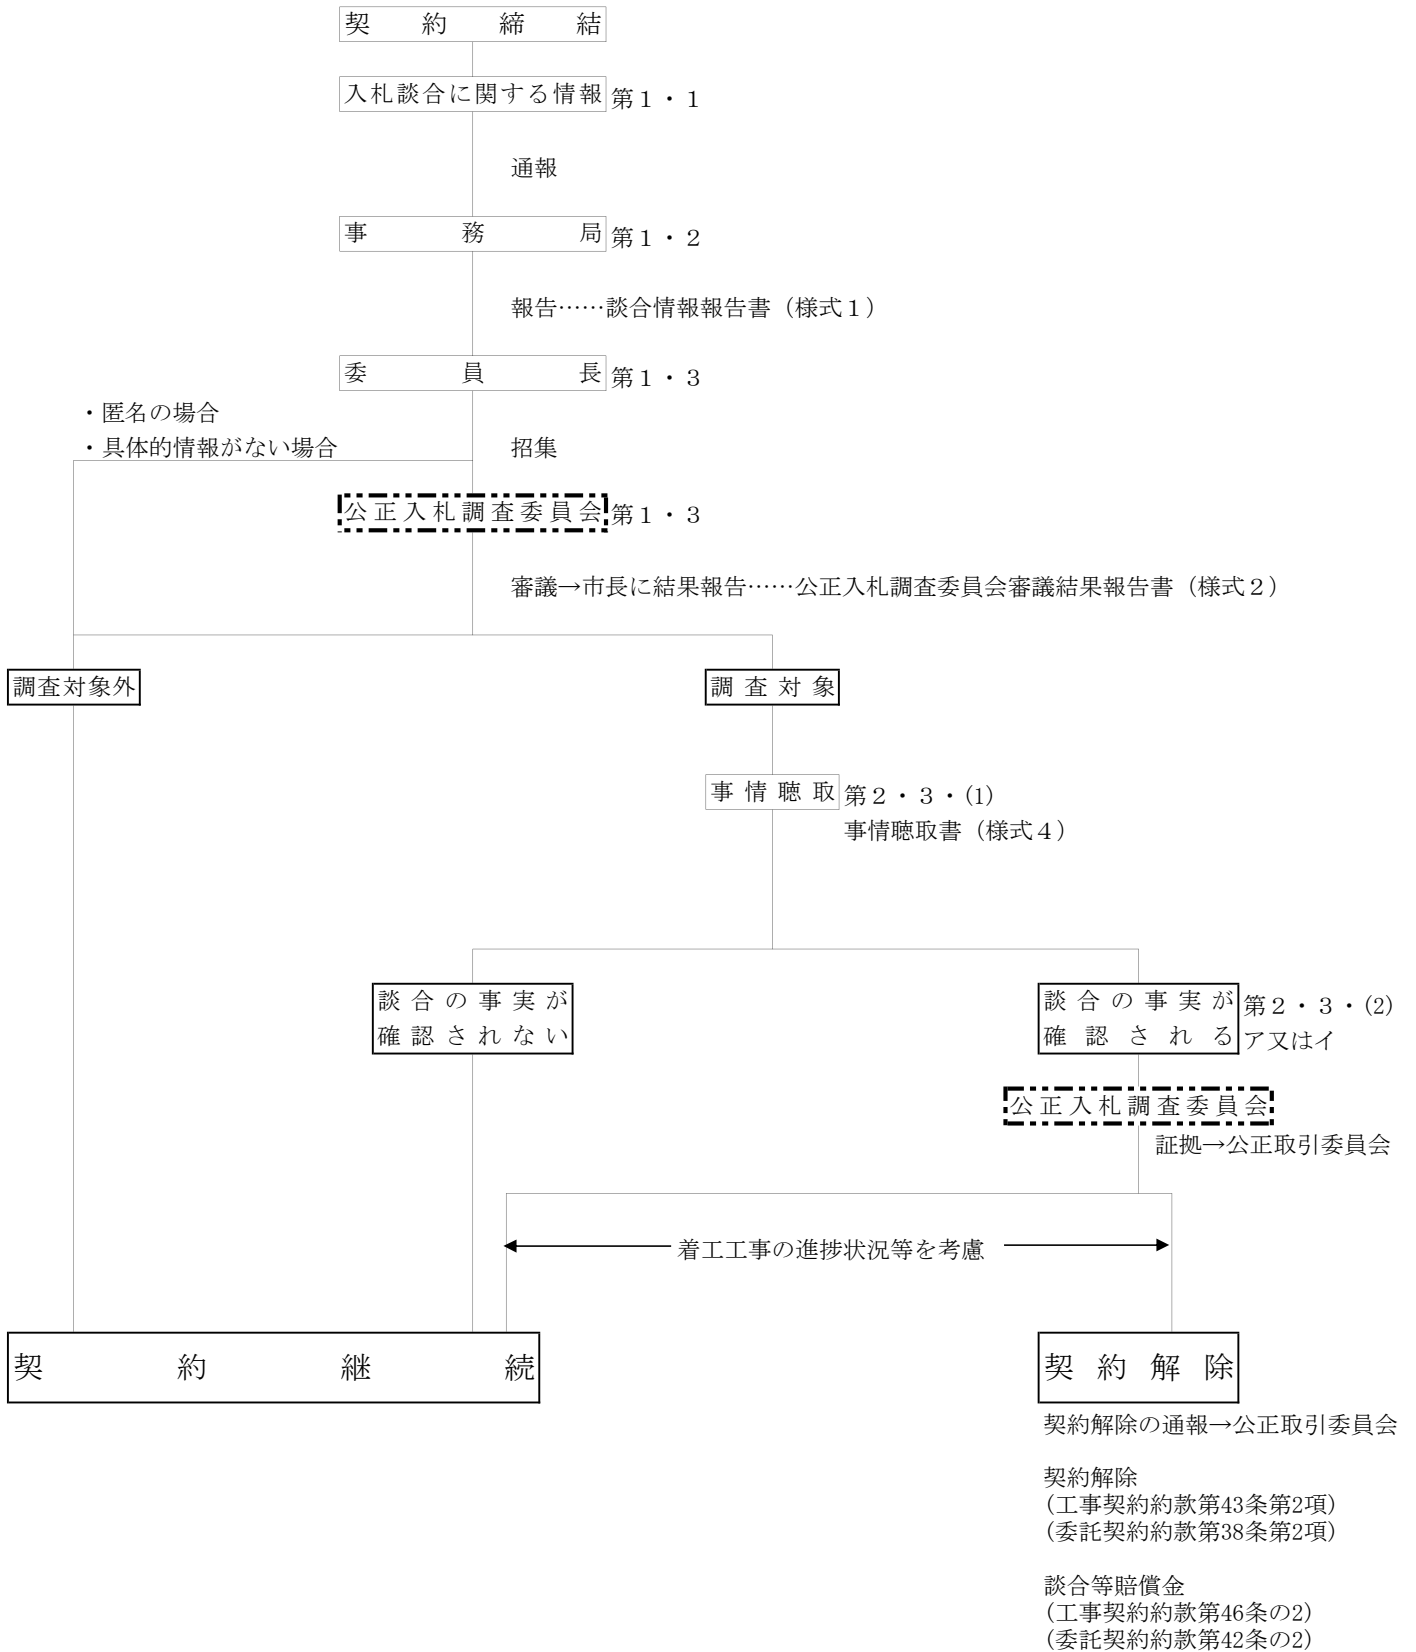 契約締結
入札談合に関する情報 第１・１
通報
事務局 第１・２
報告……談合情報報告書（様式１）
委員長 第１・３
・匿名の場合
・具体的情報がない場合 招集
公正入札調査委員会 第１・３
審議→市長に結果報告……公正入札調査委員会審議結果報告書（様式２）
調査対象外 調査対象
事情聴取 第２・３・(1)
事情聴取書（様式４）
談合の事実が 談合の事実が 第２・３・(2)
確認されない 確認される ア又はイ
公正入札調査委員会
証拠→公正取引委員会
着工工事の進捗状況等を考慮
契約継続 契約解除
契約解除の通報→公正取引委員会
契約解除
(工事契約約款第43条第2項)
(委託契約約款第38条第2項)
談合等賠償金
(工事契約約款第46条の2)
(委託契約約款第42条の2)